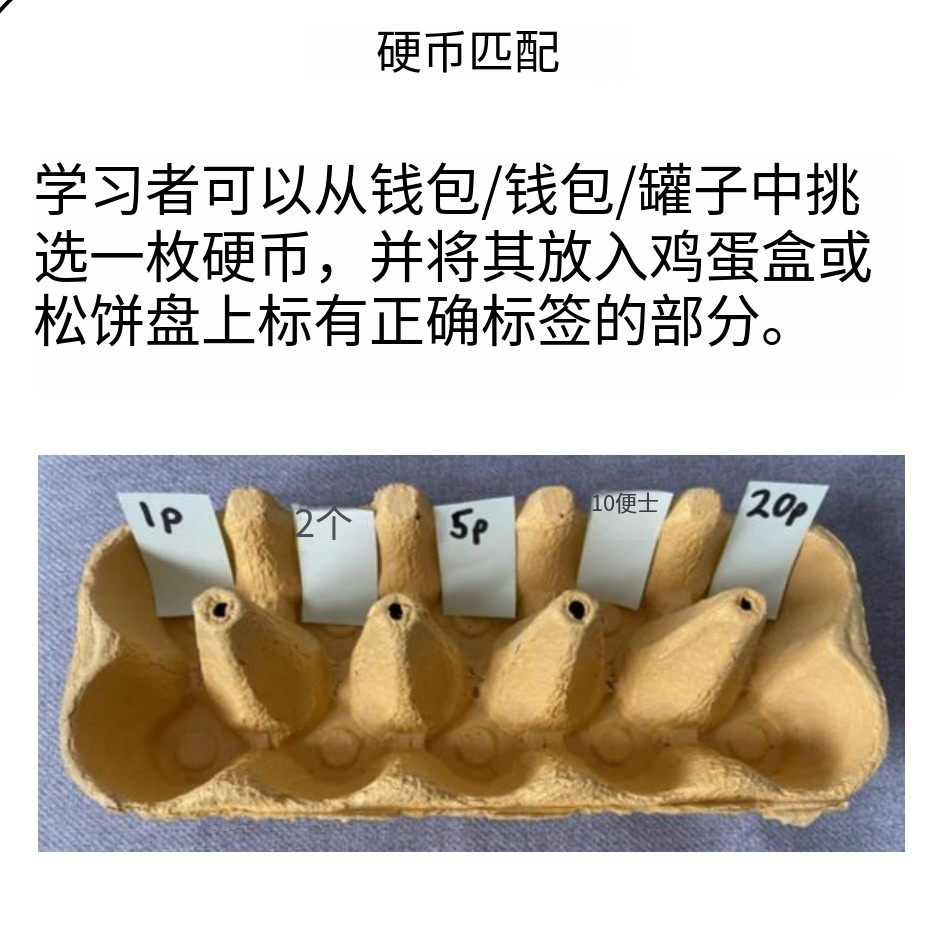 硬币匹配
学习者可以从钱包/钱包/罐子中挑
选一枚硬币，并将其放入鸡蛋盒或
松饼盘上标有正确标签的部分。
1p
2个
5p
10便士
20p